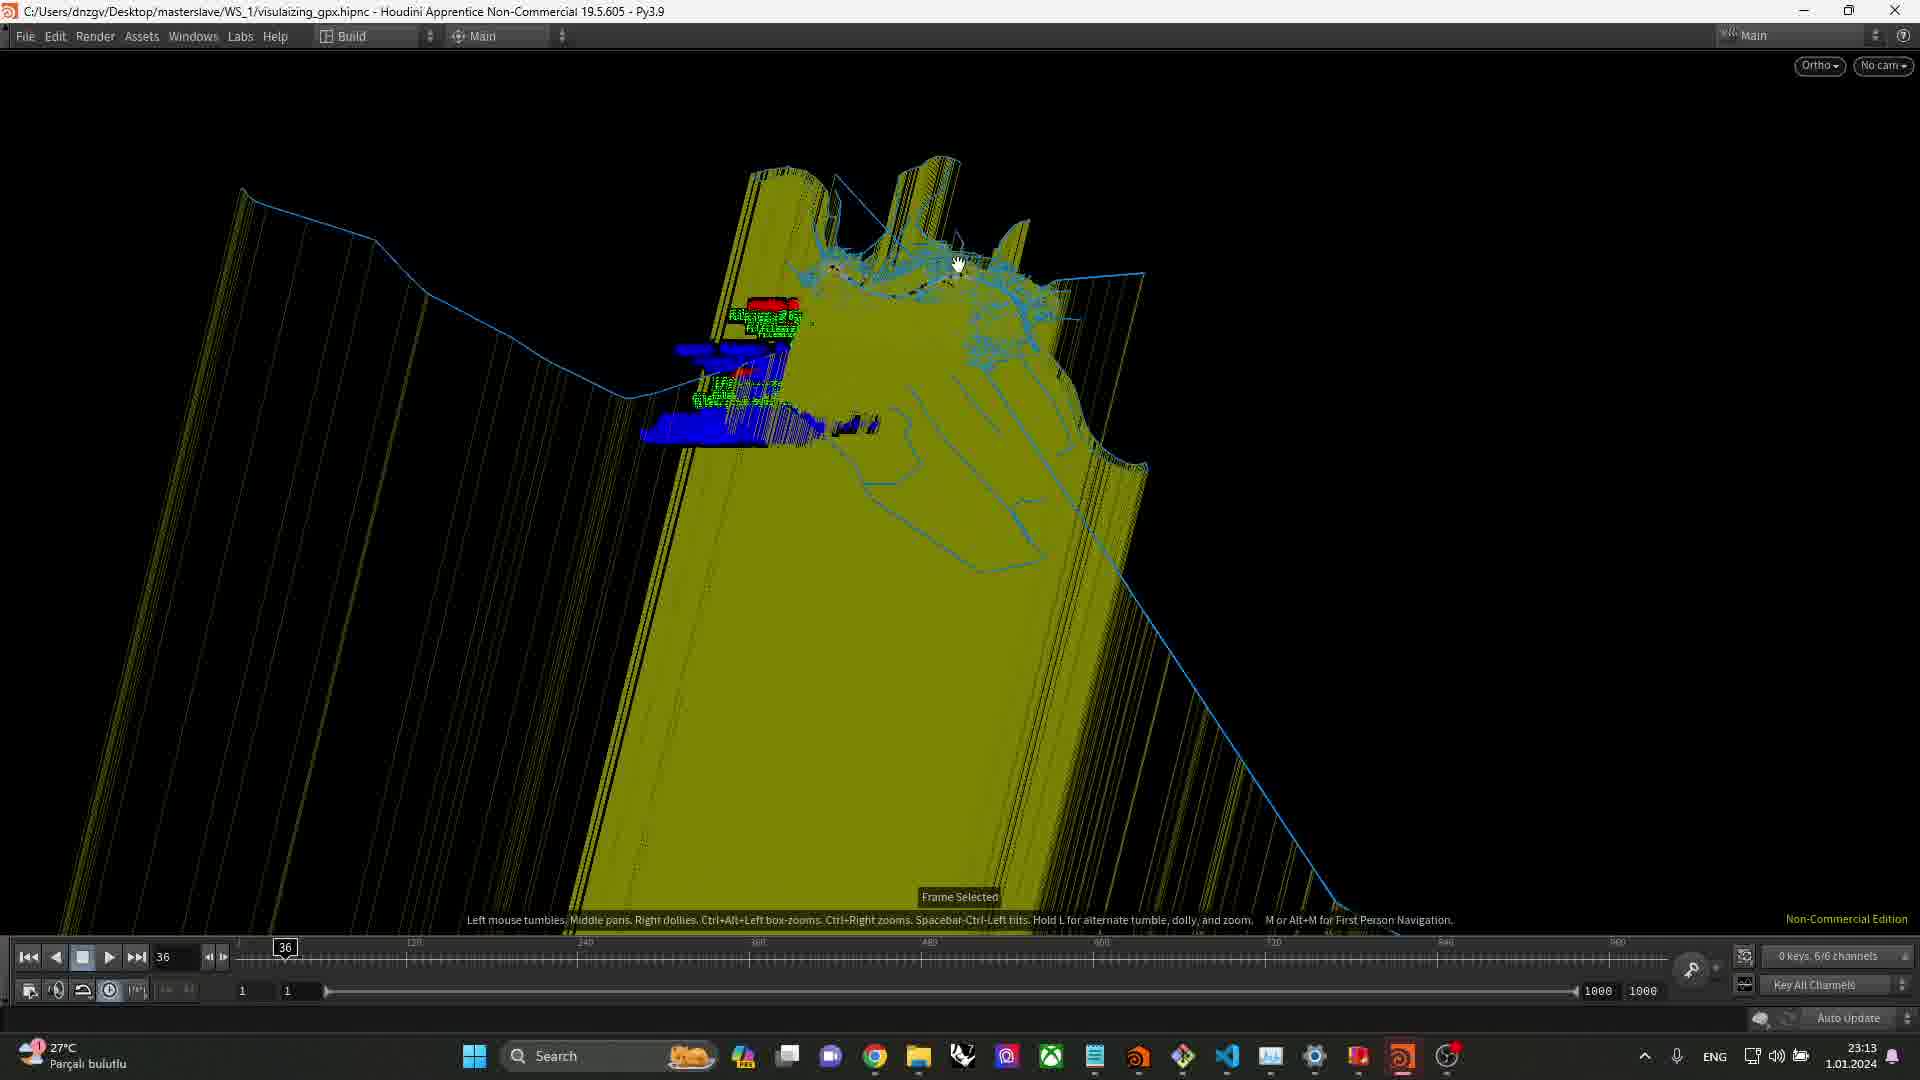 C:/Users/dnzgv/Desktop/masterslave/WS_1/visulaizing_gpx.hipnc - Houdini Apprentice Non-Commercial 19.5.605 - Py3.9
File Edit Render Assets Windows Labs Help Build Main Main
Ortho No cam
Frame Selected
Left mouse tumbles. Middle pans. Right dollies. Ctrl+Alt+Left box-zooms. Ctrl+Right zooms. Spacebar-Ctrl-Left tilts. Hold L for alternate tumble, dolly, and zoom. M or Alt+M for First Person Navigation.
Non-Commercial Edition
36 36 120 240 360 480 600 720 840 960
0 keys, 6/6 channels
1 1 1000 1000
Key All Channels
Auto Update
27°C
Parçalı bulutlu
Search
ENG
23:13
1.01.2024